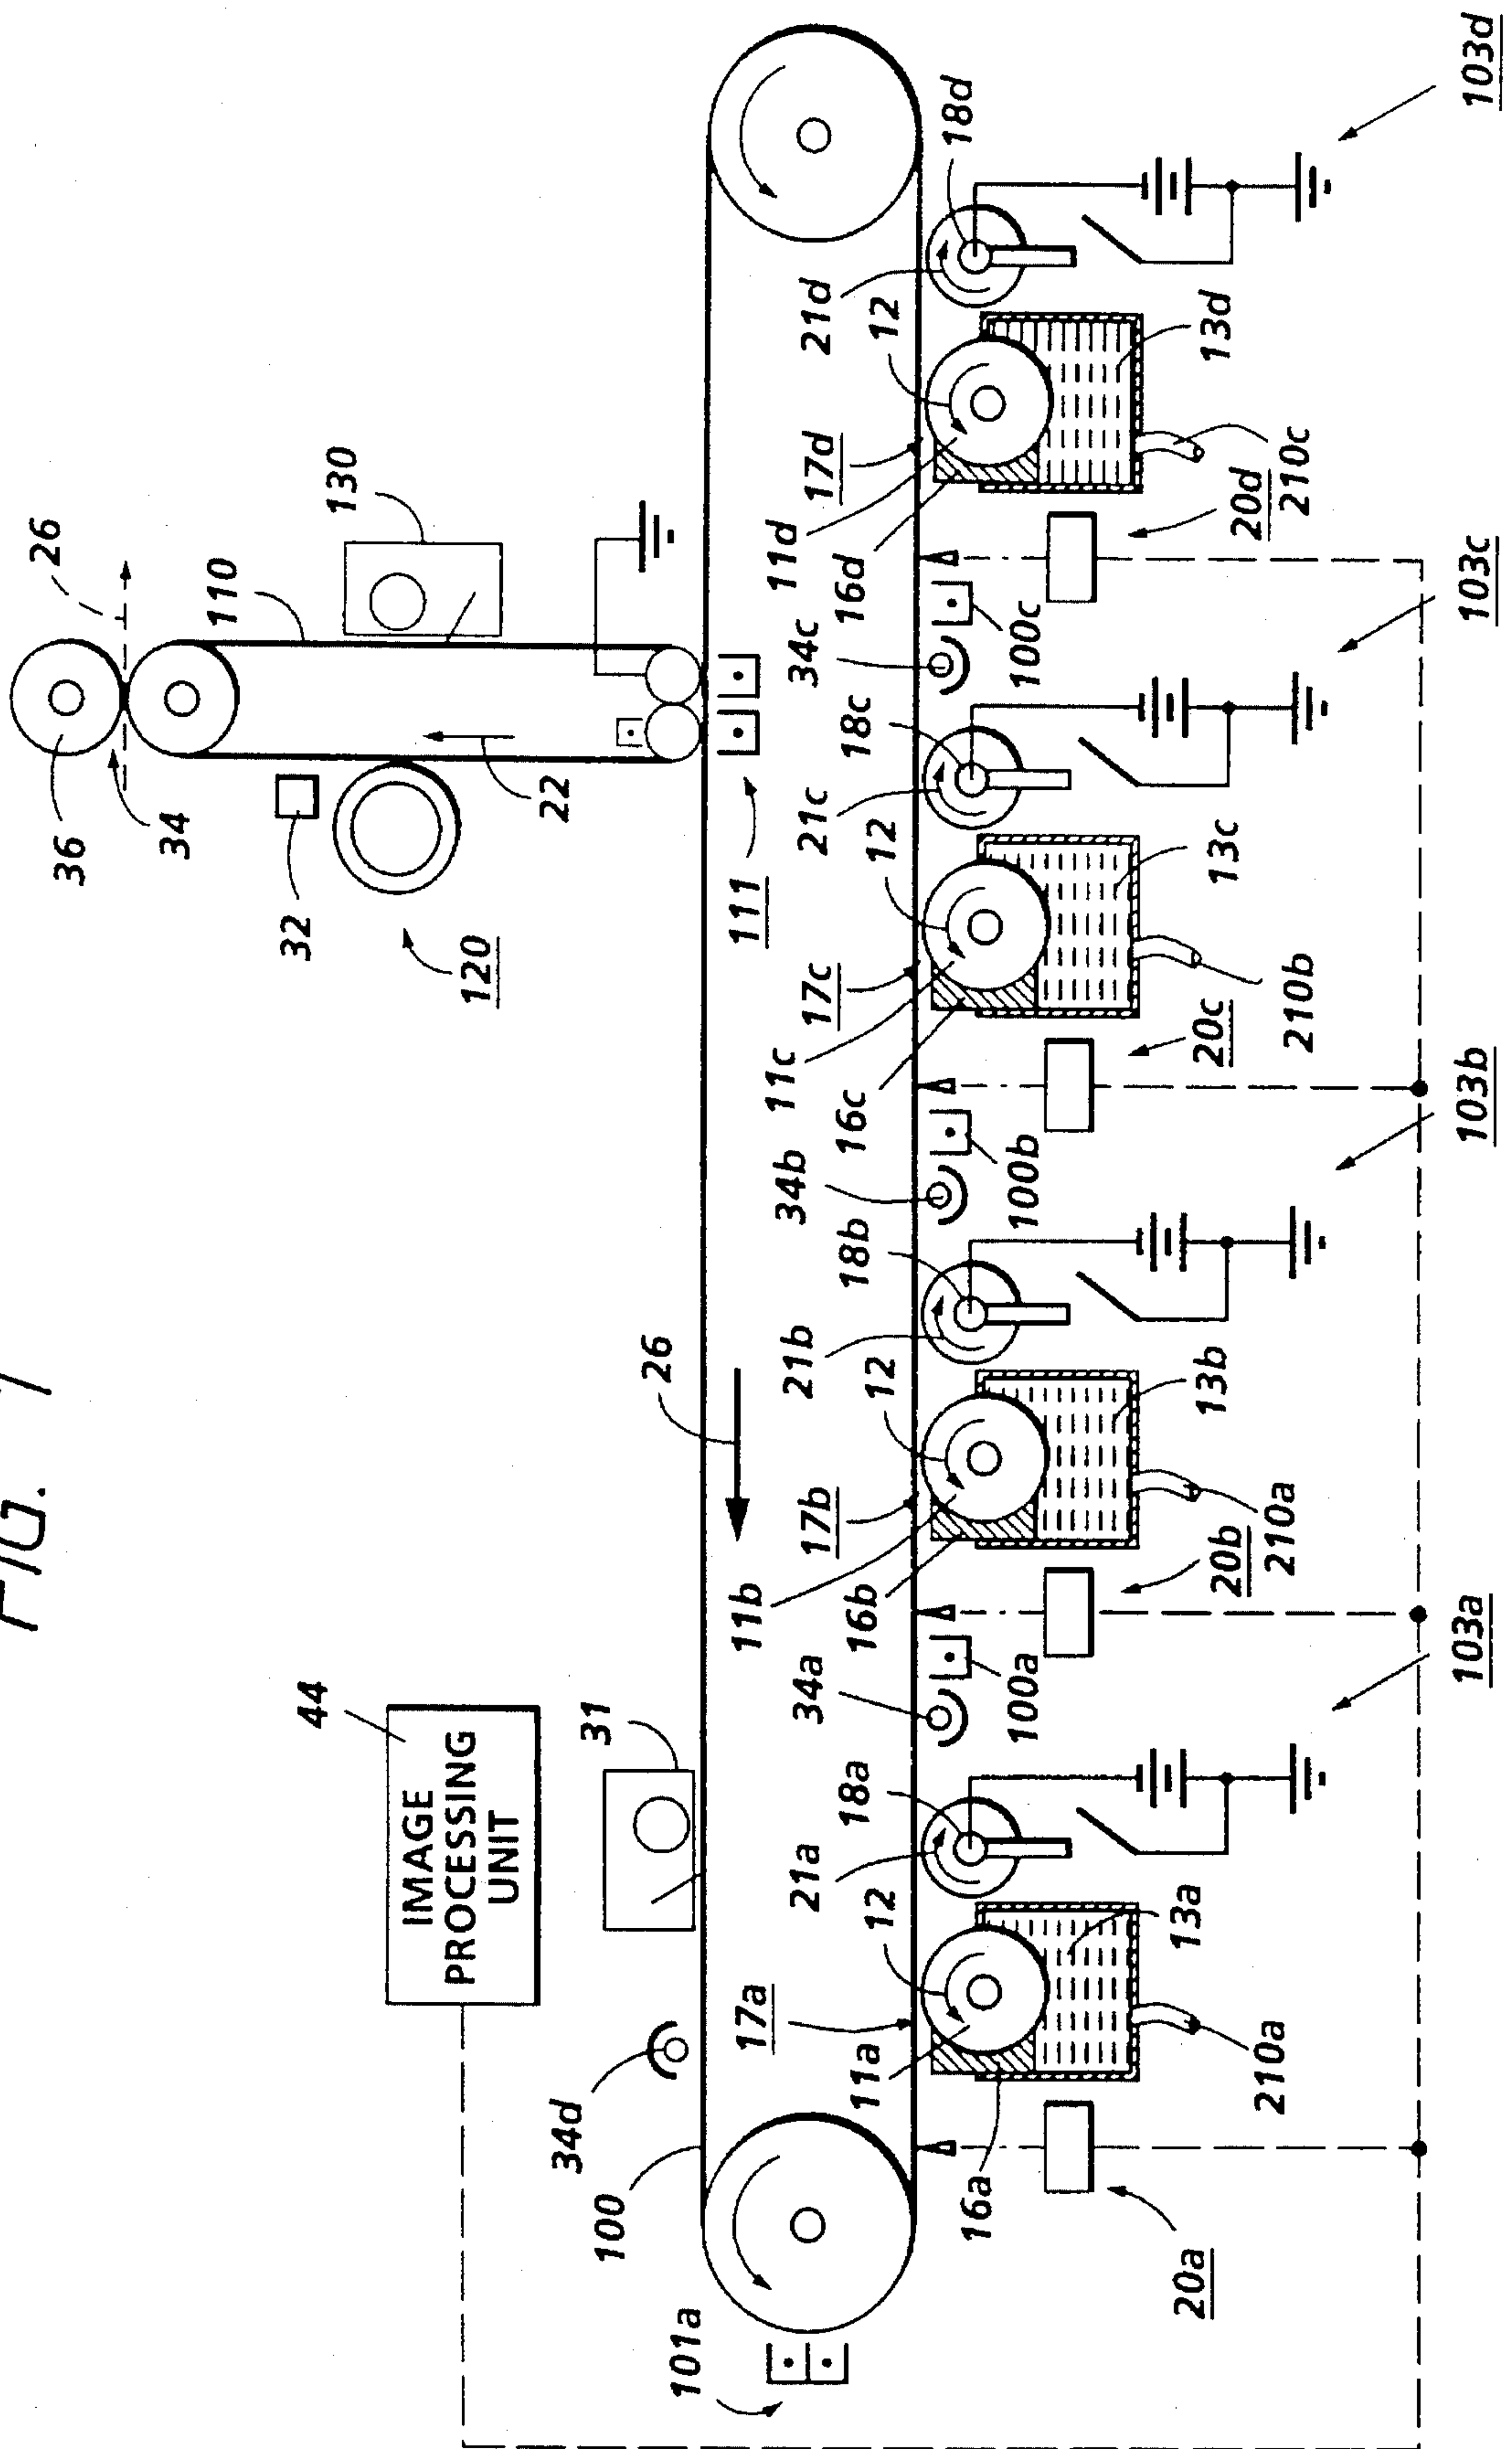 FIG. 1
26
36
34
110
32
44
130
IMAGE
PROCESSING
UNIT
120
22
34d
31
100
26
101a
17a
11b
111
34a
17b
21b
34b
11c
17c
21c
34c
11d
17d
21d
11a
12
21a
18a
16b
12
18b
16c
12
18c
16d
12
18d
16a
100a
100b
100c
20a
13a
20b
13b
20c
13c
20d
13d
210a
210a
210b
210c
103a
103b
103c
103d